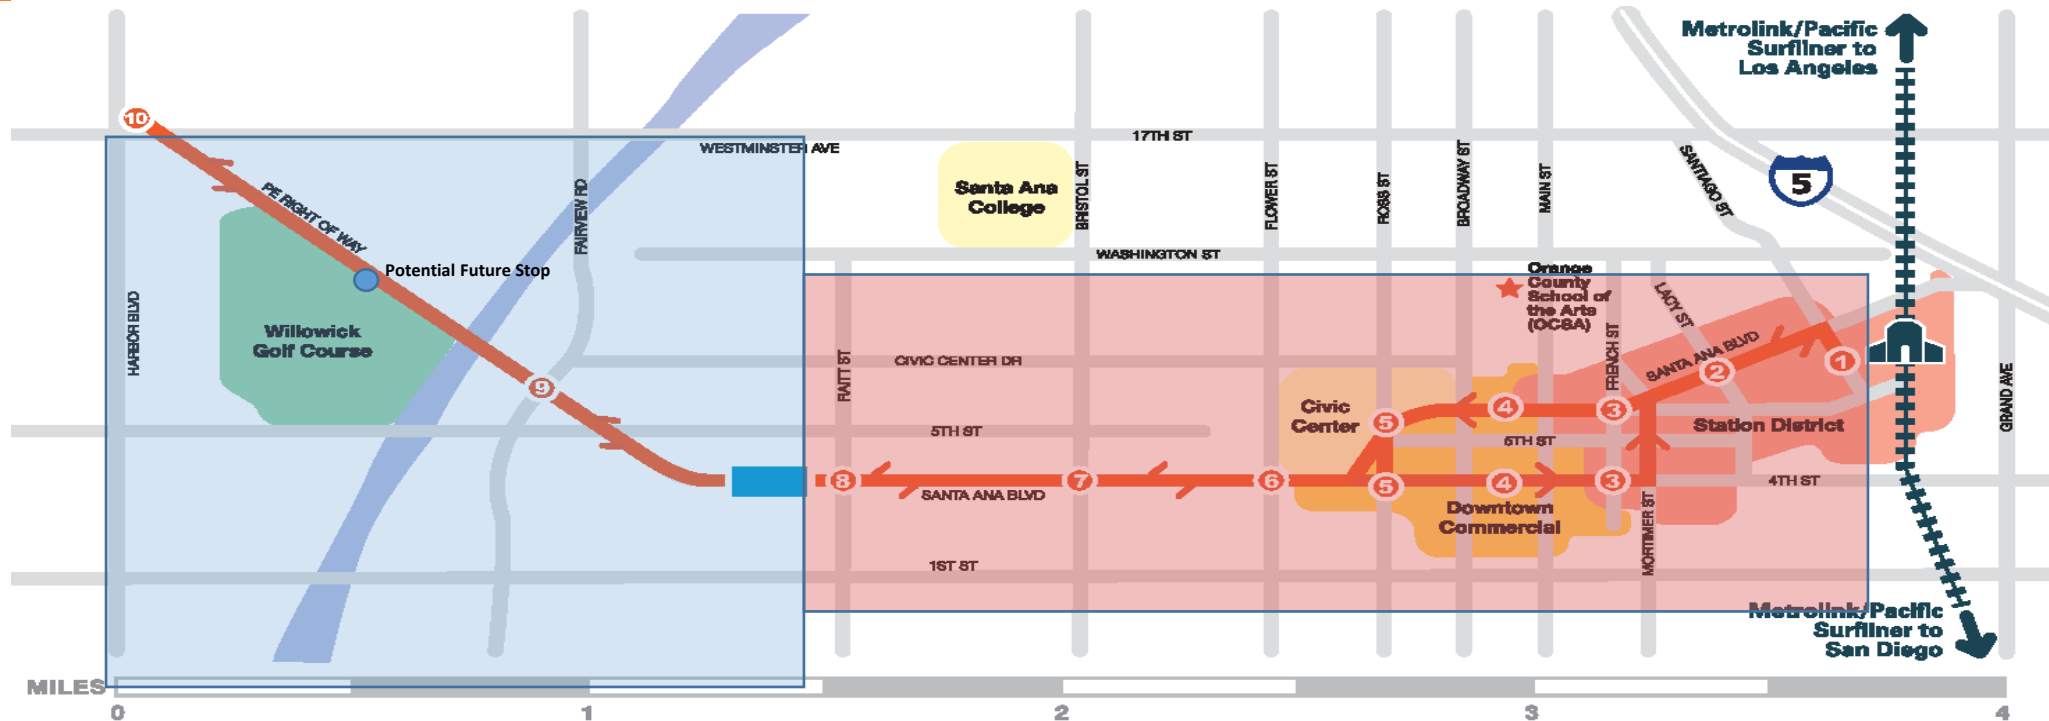 Metrolink/Pacific
Surfliner to
Los Angeles
10
17TH ST
WESTMINSTER AVE
5
SANTIAGO ST
PE RIGHT OF WAY
FAIRVIEW RD
Santa Ana
College
BRISTOL ST
FLOWER ST
ROSS ST
BROADWAY ST
MAIN ST
WASHINGTON ST
Potential Future Stop
Orange
County
School of
the Arts
(OCSA)
LACY ST
HARBOR BLVD
Willowick
Golf Course
RAITT ST
CIVIC CENTER DR
FRENCH ST
SANTA ANA BLVD
1
2
9
GRAND AVE
Civic
Center
5
4
3
5TH ST
5TH ST
Station District
8
7
6
5
4
3
SANTA ANA BLVD
4TH ST
Downtown
Commercial
MORTIMER ST
1ST ST
Metrolink/Pacific
Surfliner to
San Diego
MILES
0 1 2 3 4